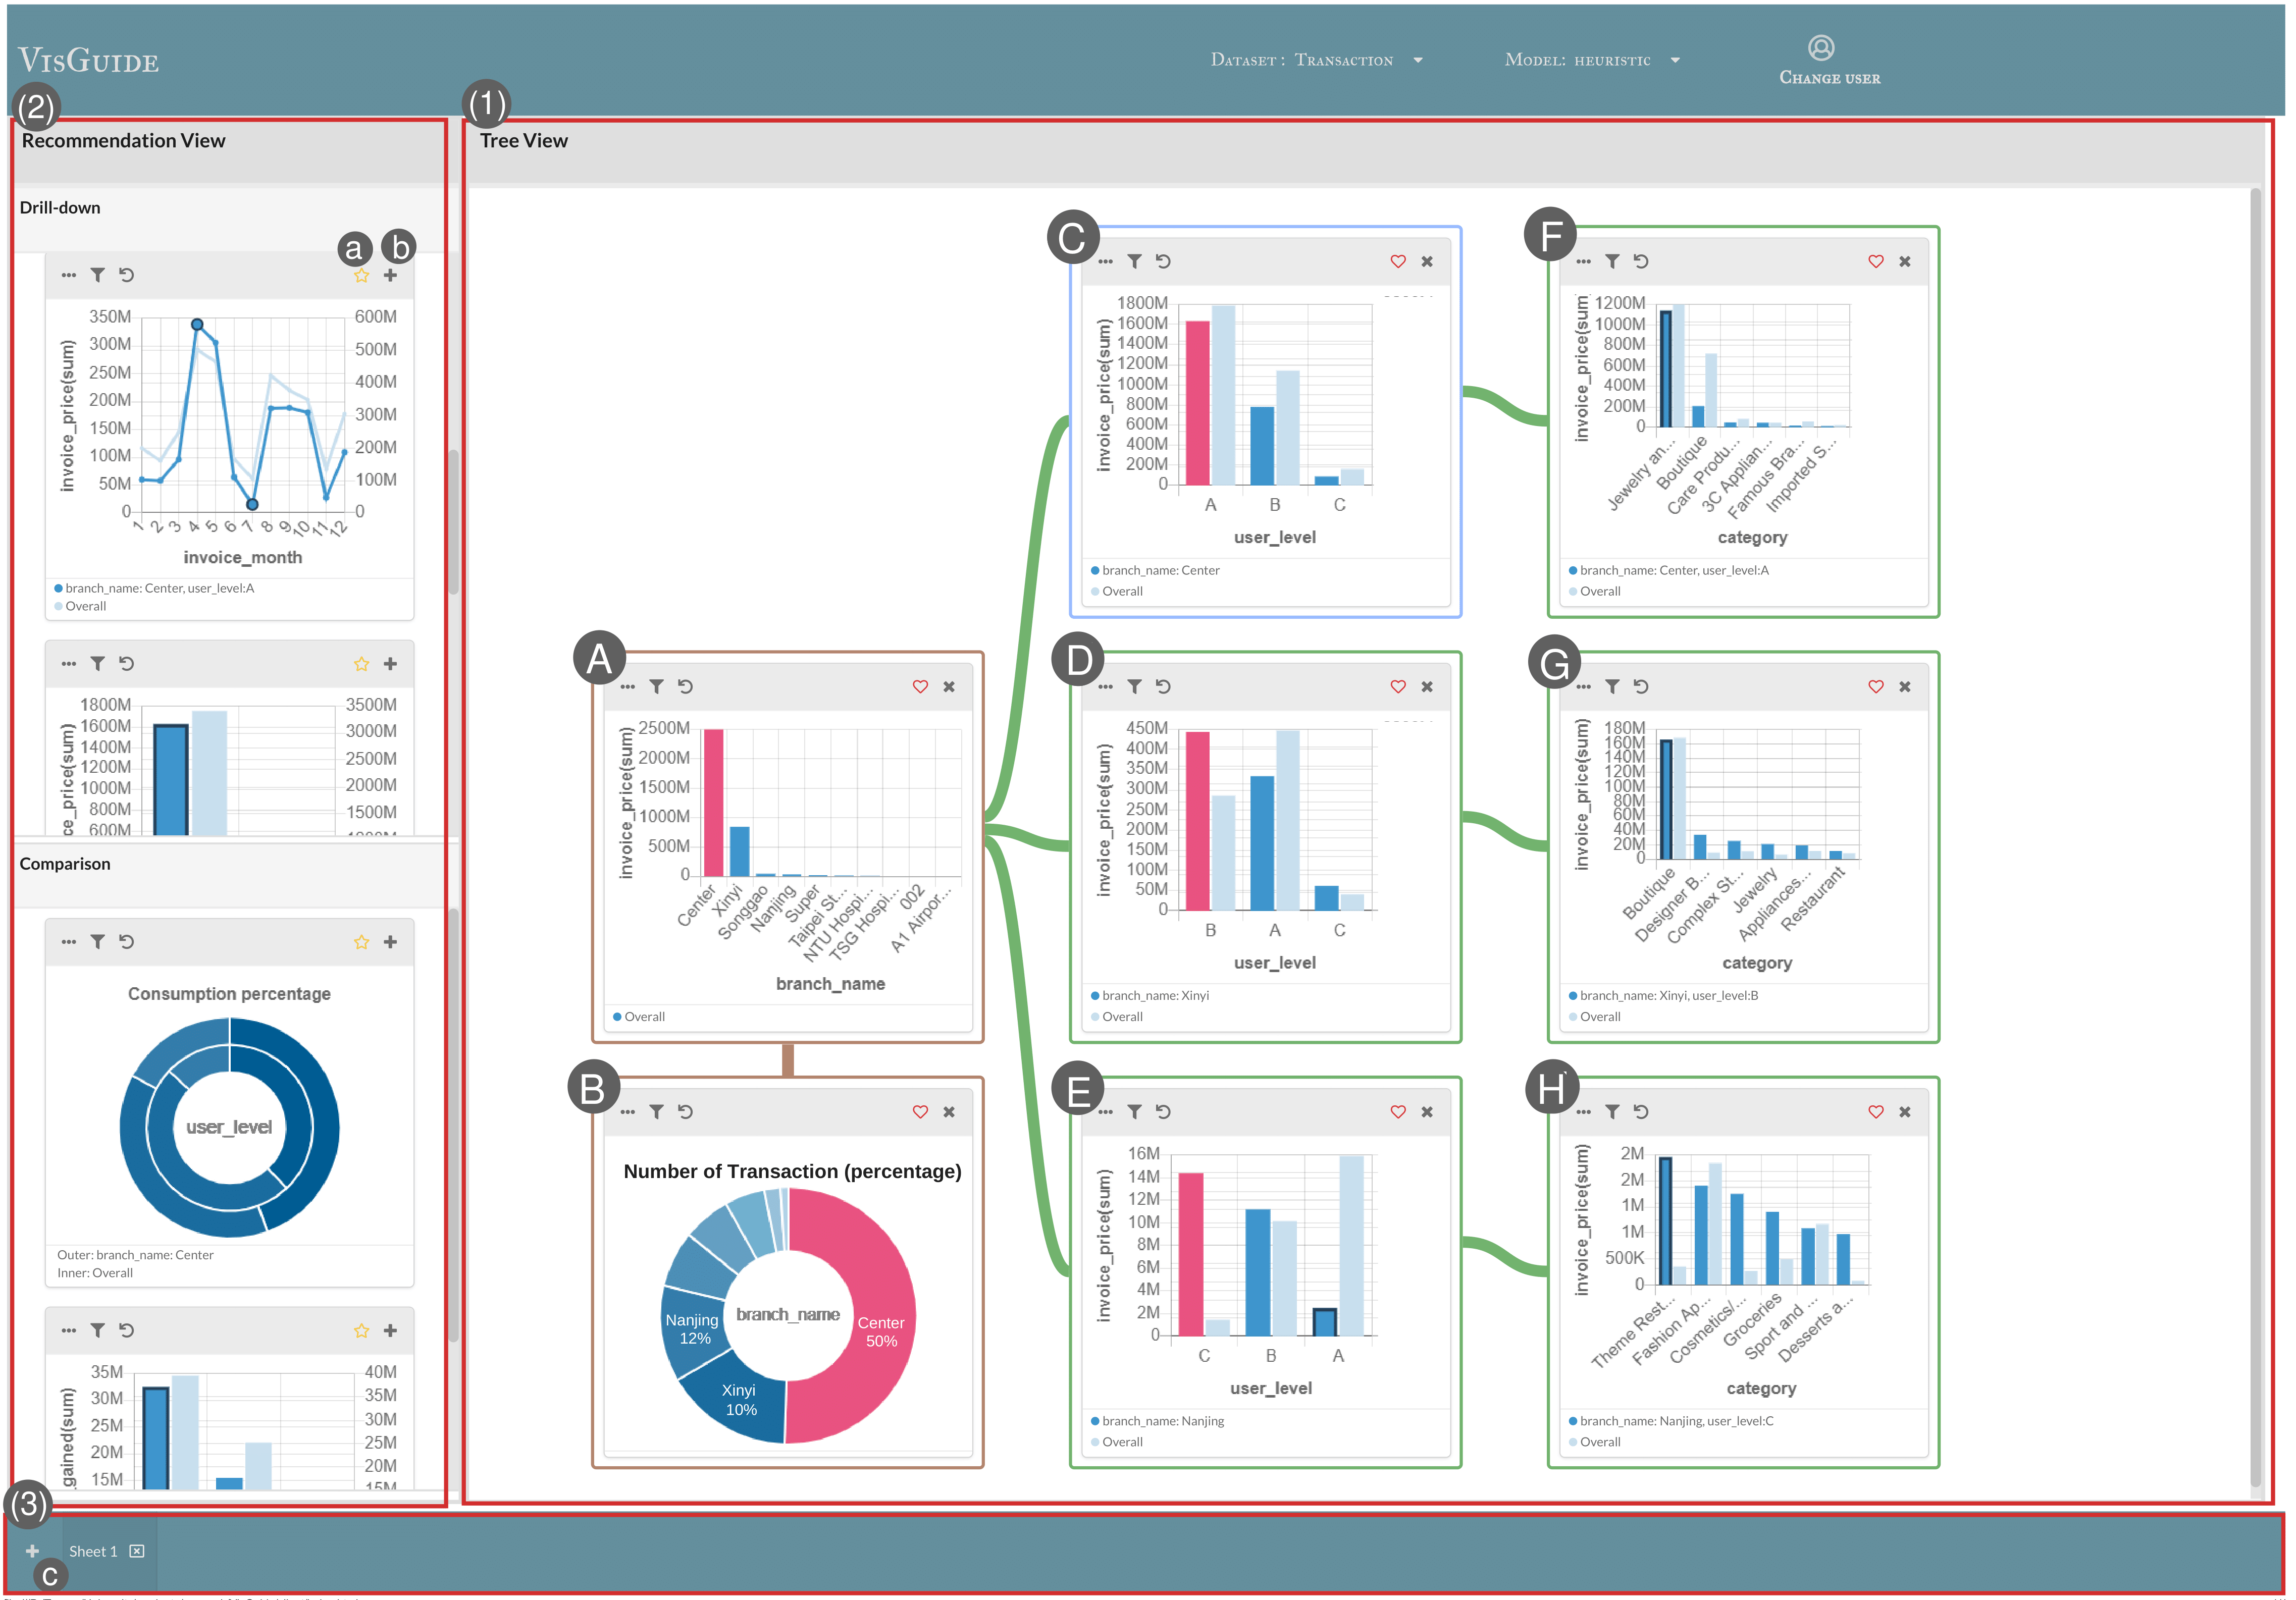 VisGuide
Dataset : Transaction
Model: heuristic
Change user
(2)
(1)
Recommendation View
Tree View
Drill-down
a b
350M
300M
250M
200M
150M
100M
50M
0
600M
500M
400M
300M
200M
100M
0
invoice_price(sum)
1 2 3 4 5 6 7 8 9 10 11 12
invoice_month
branch_name: Center, user_level:A
Overall
1800M
1600M
1400M
1200M
1000M
800M
600M
3500M
3000M
2500M
2000M
1500M
ce_price(sum)
Comparison
Consumption percentage
user_level
Outer: branch_name: Center
Inner: Overall
35M
30M
25M
20M
15M
40M
35M
30M
25M
20M
15M
_gained(sum)
A
invoice_price(sum)
2500M
2000M
1500M
1000M
500M
0
Center Xinyi Songgao Nanjing Super Taipei St... NTU Hospi... TSG Hospi... 002 A1 Airpor...
branch_name
Overall
B
Number of Transaction (percentage)
branch_name
Center
50%
Nanjing
12%
Xinyi
10%
C
invoice_price(sum)
1800M
1600M
1400M
1200M
1000M
800M
600M
400M
200M
0
A B C
user_level
branch_name: Center
Overall
D
invoice_price(sum)
450M
400M
350M
300M
250M
200M
150M
100M
50M
0
B A C
user_level
branch_name: Xinyi
Overall
E
invoice_price(sum)
16M
14M
12M
10M
8M
6M
4M
2M
0
C B A
user_level
branch_name: Nanjing
Overall
F
invoice_price(sum)
1200M
1000M
800M
600M
400M
200M
0
Jewelry an... Boutique Care Produ... 3C Applian... Famous Bra... Imported S...
category
branch_name: Center, user_level:A
Overall
G
invoice_price(sum)
180M
160M
140M
120M
100M
80M
60M
40M
20M
0
Boutique Designer B... Complex St... Jewelry Appliances... Restaurant
category
branch_name: Xinyi, user_level:B
Overall
H
invoice_price(sum)
2M
2M
1M
1M
500K
0
Theme Rest... Fashion Ap... Cosmetics/... Groceries Sport and ... Desserts a...
category
branch_name: Nanjing, user_level:C
Overall
(3)
Sheet 1
c